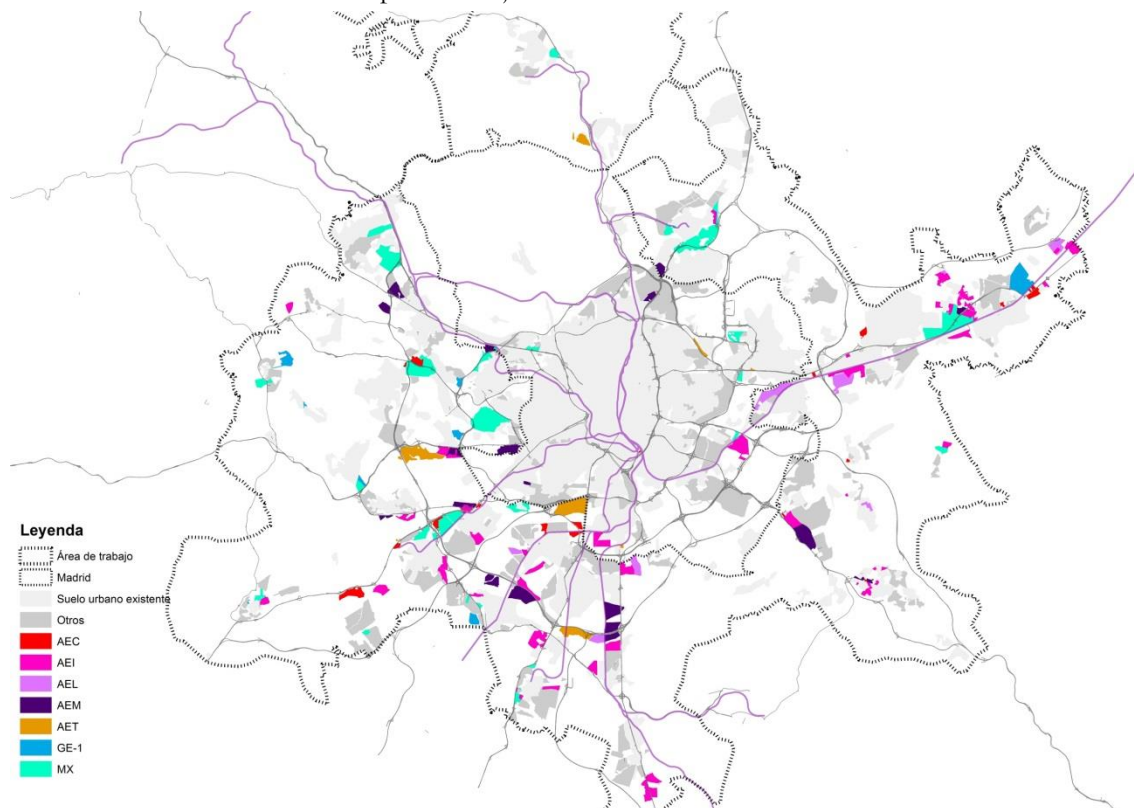 Leyenda
Área de trabajo
Madrid
Suelo urbano existente
Otros
AEC
AEI
AEL
AEM
AET
GE-1
MX